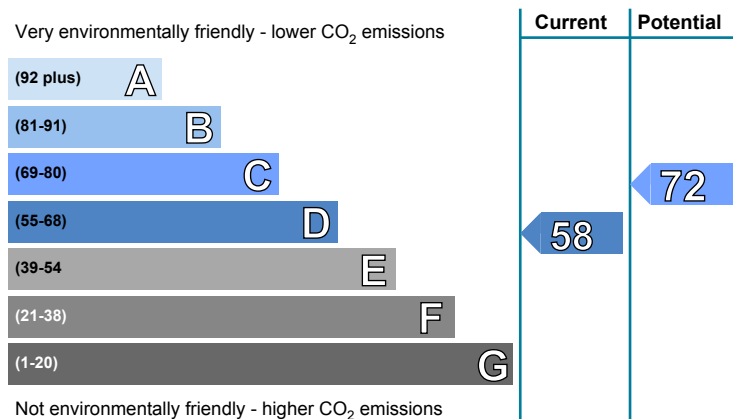 Very environmentally friendly - lower CO₂ emissions
Current
Potential
(92 plus) A
(81-91) B
(69-80) C
72
(55-68) D
58
(39-54 E
(21-38) F
(1-20) G
Not environmentally friendly - higher CO₂ emissions